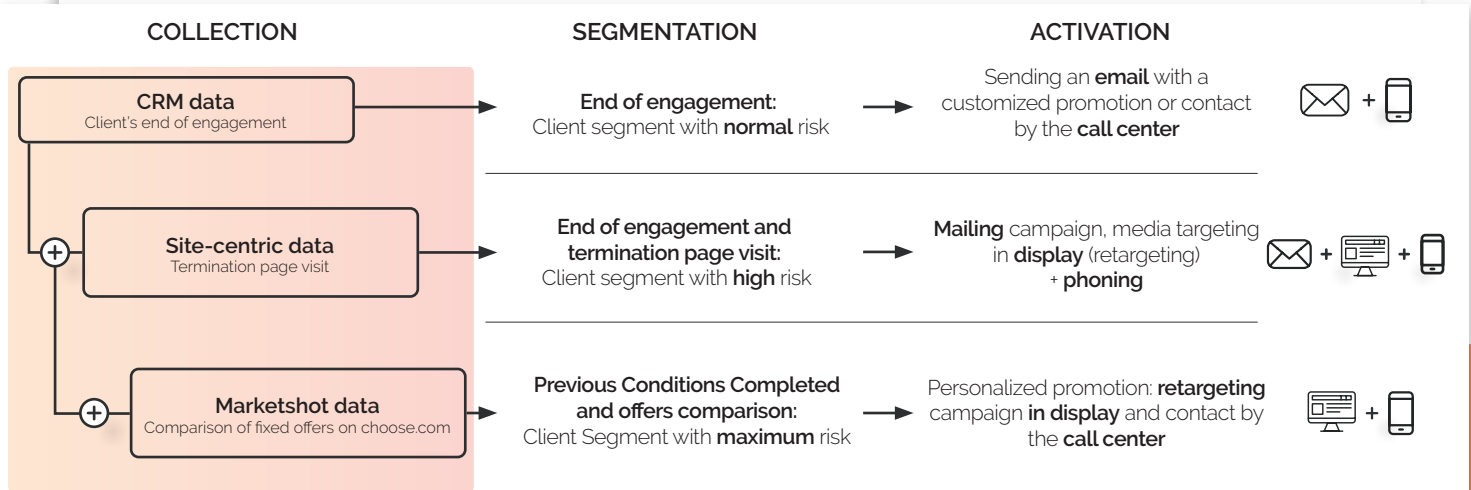 COLLECTION
SEGMENTATION
ACTIVATION
CRM data
Client's end of engagement
End of engagement:
Client segment with normal risk
Sending an email with a
customized promotion or contact
by the call center
+
+
Site-centric data
Termination page visit
End of engagement and
termination page visit:
Client segment with high risk
Mailing campaign, media targeting
in display (retargeting)
+ phoning
+ +
+
Marketshot data
Comparison of fixed offers on choose.com
Previous Conditions Completed
and offers comparison:
Client Segment with maximum risk
Personalized promotion: retargeting
campaign in display and contact by
the call center
+